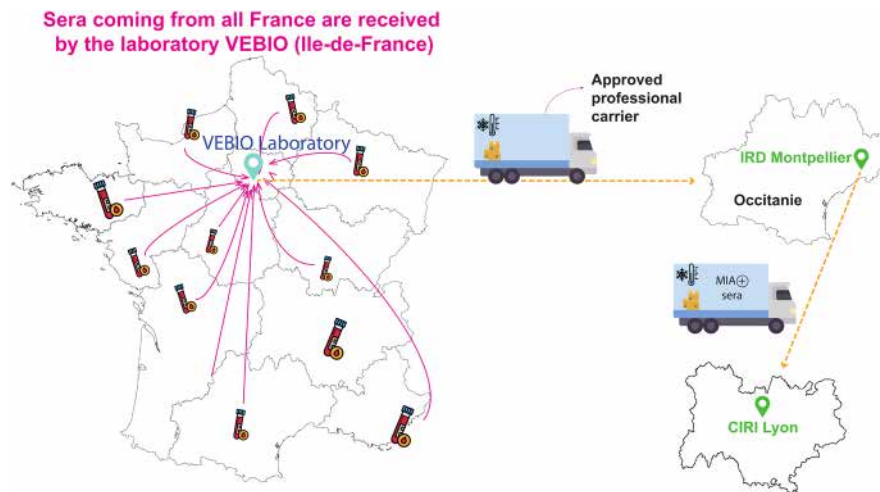 Sera coming from all France are received
by the laboratory VEBIO (Ile-de-France)
Approved
professional
carrier
VEBIO Laboratory
IRD Montpellier
Occitanie
MIA⊕
sera
CIRI Lyon